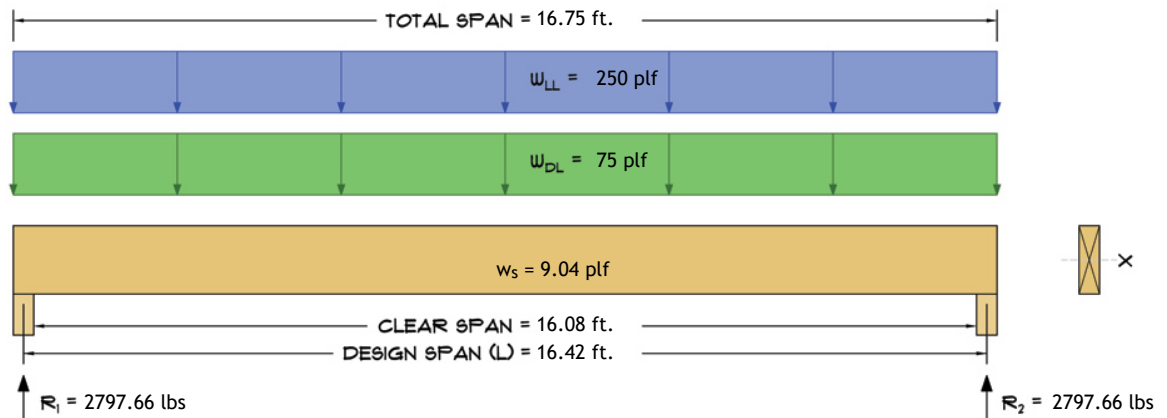 TOTAL SPAN = 16.75 ft.
WLL = 250 plf
WDL = 75 plf
ws = 9.04 plf
X
CLEAR SPAN = 16.08 ft.
DESIGN SPAN (L) = 16.42 ft.
R1 = 2797.66 lbs
R2 = 2797.66 lbs